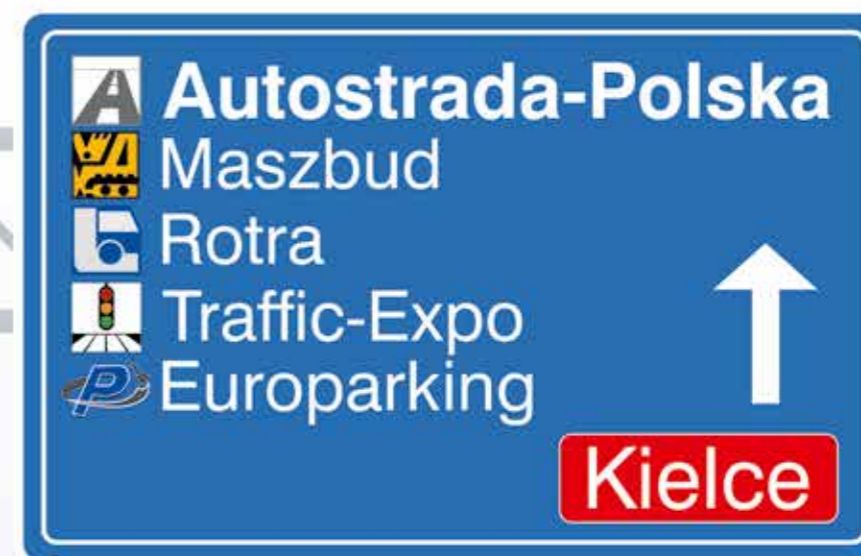 Autostrada-Polska
Maszbud
Rotra
Traffic-Expo
Europarking
Kielce